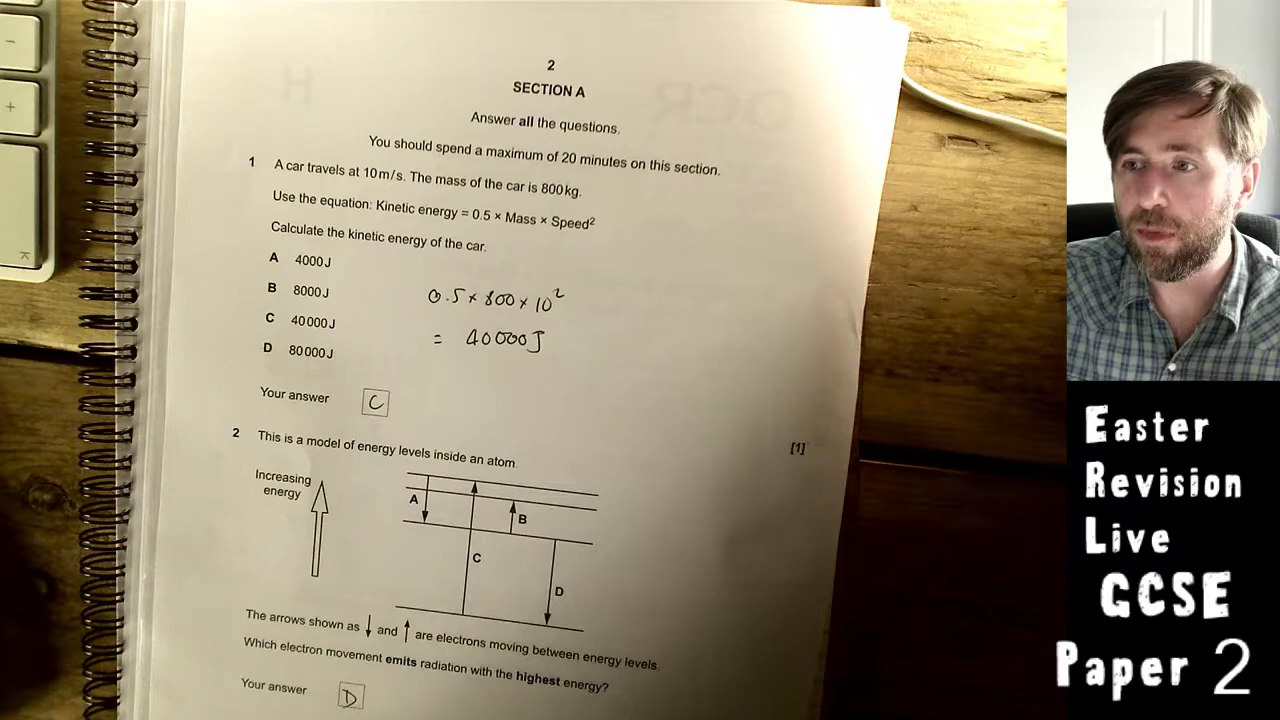 2
SECTION A
Answer all the questions.
You should spend a maximum of 20 minutes on this section.
1 A car travels at 10 m/s. The mass of the car is 800 kg.
Use the equation: Kinetic energy = 0.5 × Mass × Speed²
Calculate the kinetic energy of the car.
A 4000 J
B 8000 J
C 40 000 J
D 80 000 J
0.5 × 800 × 10²
= 40000J
Your answer C
[1]
2 This is a model of energy levels inside an atom.
Increasing
energy
A
B
C
D
The arrows shown as ↓ and ↑ are electrons moving between energy levels.
Which electron movement emits radiation with the highest energy?
Your answer D
Easter
Revision
Live
GCSE
Paper 2